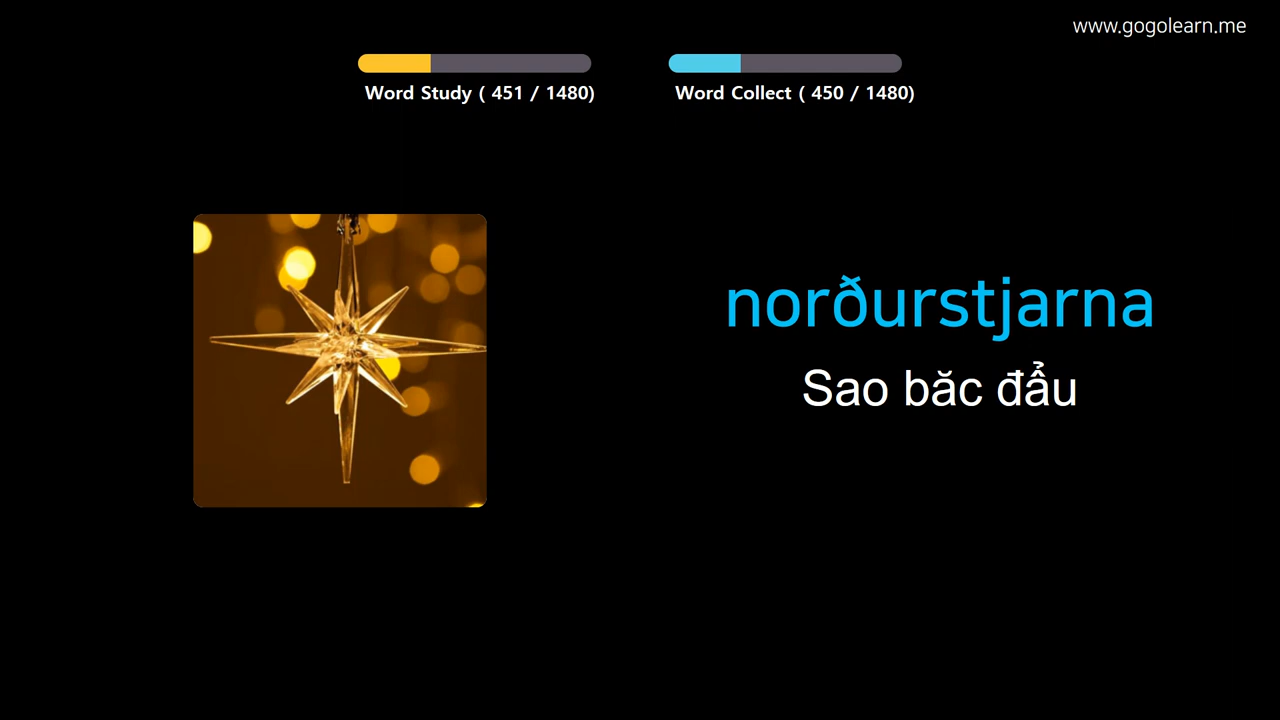 www.gogolearn.me
Word Study ( 451 / 1480)
Word Collect ( 450 / 1480)
norðurstjarna
Sao băc đẩu